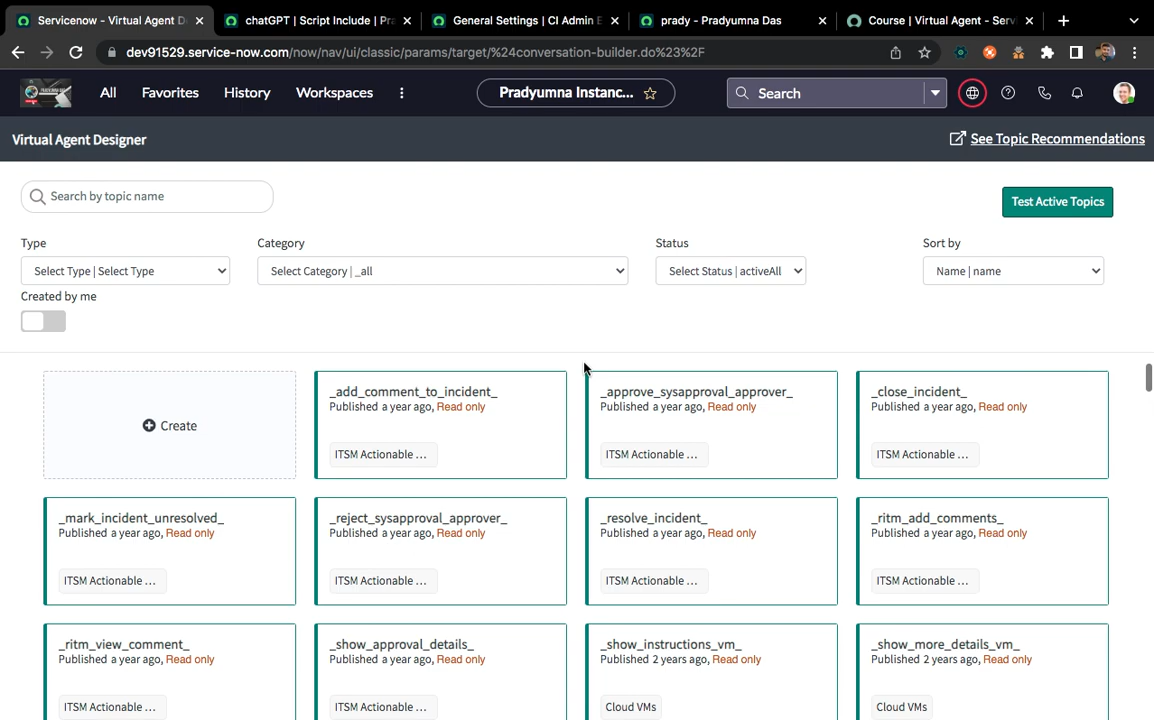 Servicenow - Virtual Agent D
chatGPT | Script Include | Pra
General Settings | CI Admin E
prady - Pradyumna Das
Course | Virtual Agent - Servi
dev91529.service-now.com/now/nav/ui/classic/params/target/%24conversation-builder.do%23%2F
All
Favorites
History
Workspaces
Pradyumna Instanc...
Search
Virtual Agent Designer
See Topic Recommendations
Search by topic name
Test Active Topics
Type
Category
Status
Sort by
Select Type | Select Type
Select Category | _all
Select Status | activeAll
Name | name
Created by me
Create
_add_comment_to_incident_
Published a year ago, Read only
ITSM Actionable ...
_approve_sysapproval_approver_
Published a year ago, Read only
ITSM Actionable ...
_close_incident_
Published a year ago, Read only
ITSM Actionable ...
_mark_incident_unresolved_
Published a year ago, Read only
ITSM Actionable ...
_reject_sysapproval_approver_
Published a year ago, Read only
ITSM Actionable ...
_resolve_incident_
Published a year ago, Read only
ITSM Actionable ...
_ritm_add_comments_
Published a year ago, Read only
ITSM Actionable ...
_ritm_view_comment_
Published a year ago, Read only
ITSM Actionable ...
_show_approval_details_
Published a year ago, Read only
ITSM Actionable ...
_show_instructions_vm_
Published 2 years ago, Read only
Cloud VMs
_show_more_details_vm_
Published 2 years ago, Read only
Cloud VMs